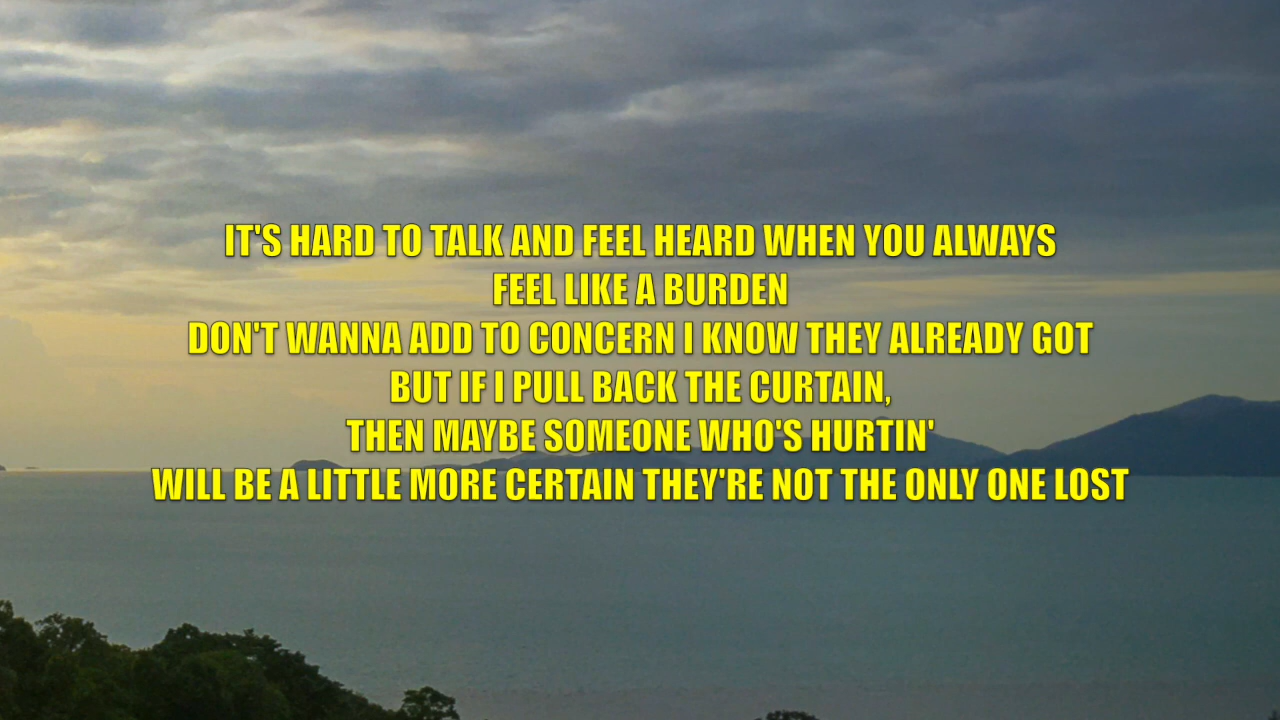 IT'S HARD TO TALK AND FEEL HEARD WHEN YOU ALWAYS
FEEL LIKE A BURDEN
DON'T WANNA ADD TO CONCERN I KNOW THEY ALREADY GOT
BUT IF I PULL BACK THE CURTAIN,
THEN MAYBE SOMEONE WHO'S HURTIN'
WILL BE A LITTLE MORE CERTAIN THEY'RE NOT THE ONLY ONE LOST